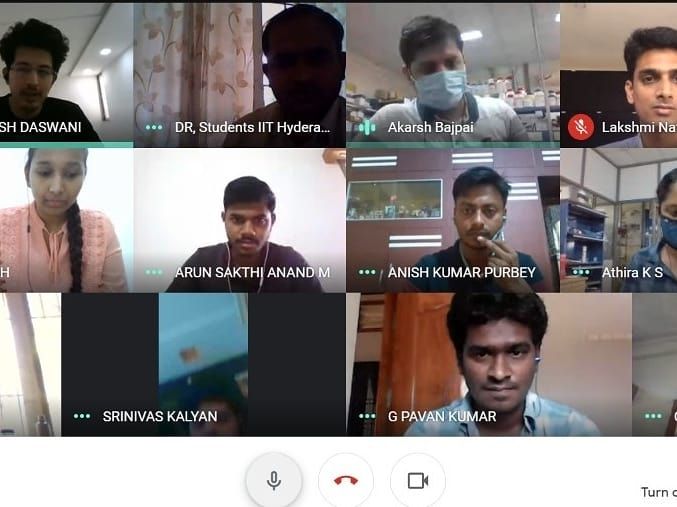 SH DASWANI
DR, Students IIT Hydera...
Akarsh Bajpai
Lakshmi Na
H
ARUN SAKTHI ANAND M
ANISH KUMAR PURBEY
Athira K S
SRINIVAS KALYAN
G PAVAN KUMAR
Turn